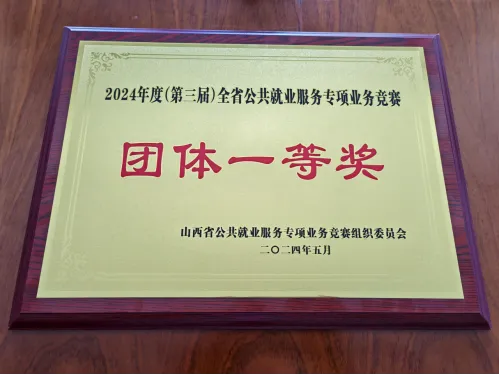 2024年度(第三届)全省公共就业服务专项业务竞赛
团体一等奖
山西省公共就业服务专项业务竞赛组织委员会
二〇二四年五月